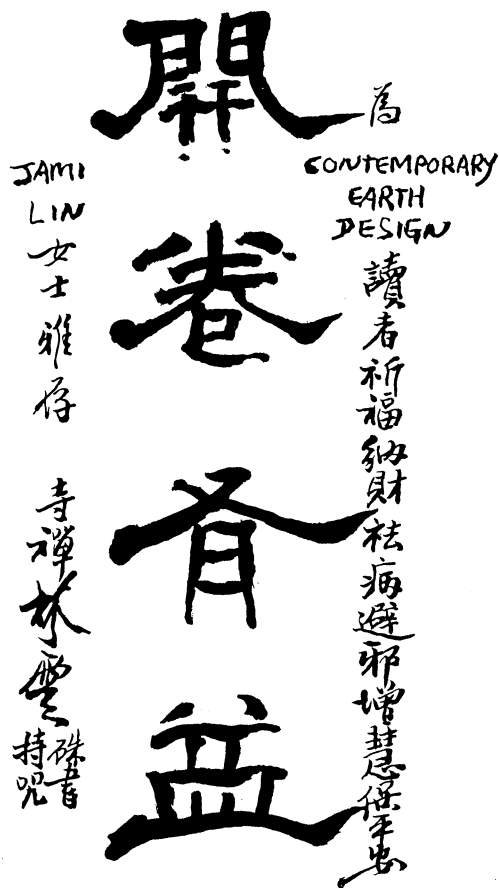 為
CONTEMPORARY
EARTH
DESIGN
讀者祈福納財祛病避邪增慧保平安
開卷有益
JAMI
LIN
女士雅存
寺禪林雲
硃書
持咒